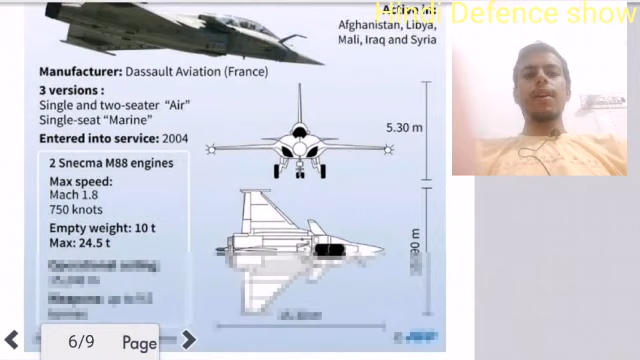 Hindi Defence show
Afghanistan, Libya,
Mali, Iraq and Syria
Manufacturer: Dassault Aviation (France)
3 versions :
Single and two-seater “Air”
Single-seat “Marine”
Entered into service: 2004
5.30 m
2 Snecma M88 engines
Max speed:
Mach 1.8
750 knots
Empty weight: 10 t
Max: 24.5 t
6/9 Page